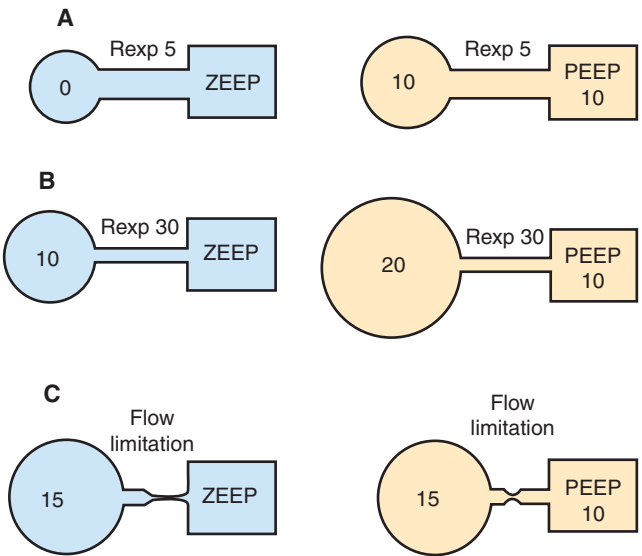 A
Rexp 5
0
ZEEP
Rexp 5
10
PEEP
10
B
Rexp 30
10
ZEEP
Rexp 30
20
PEEP
10
C
Flow
limitation
15
ZEEP
Flow
limitation
15
PEEP
10